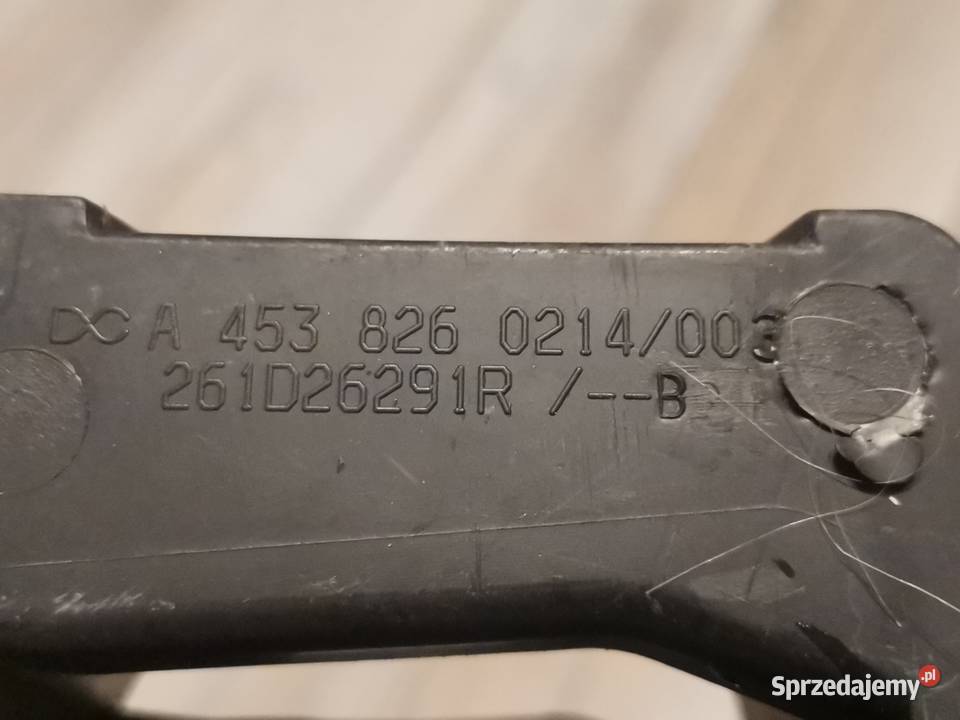 A 453 826 0214/003
261D26291R /--B
Sprzedajemy.pl